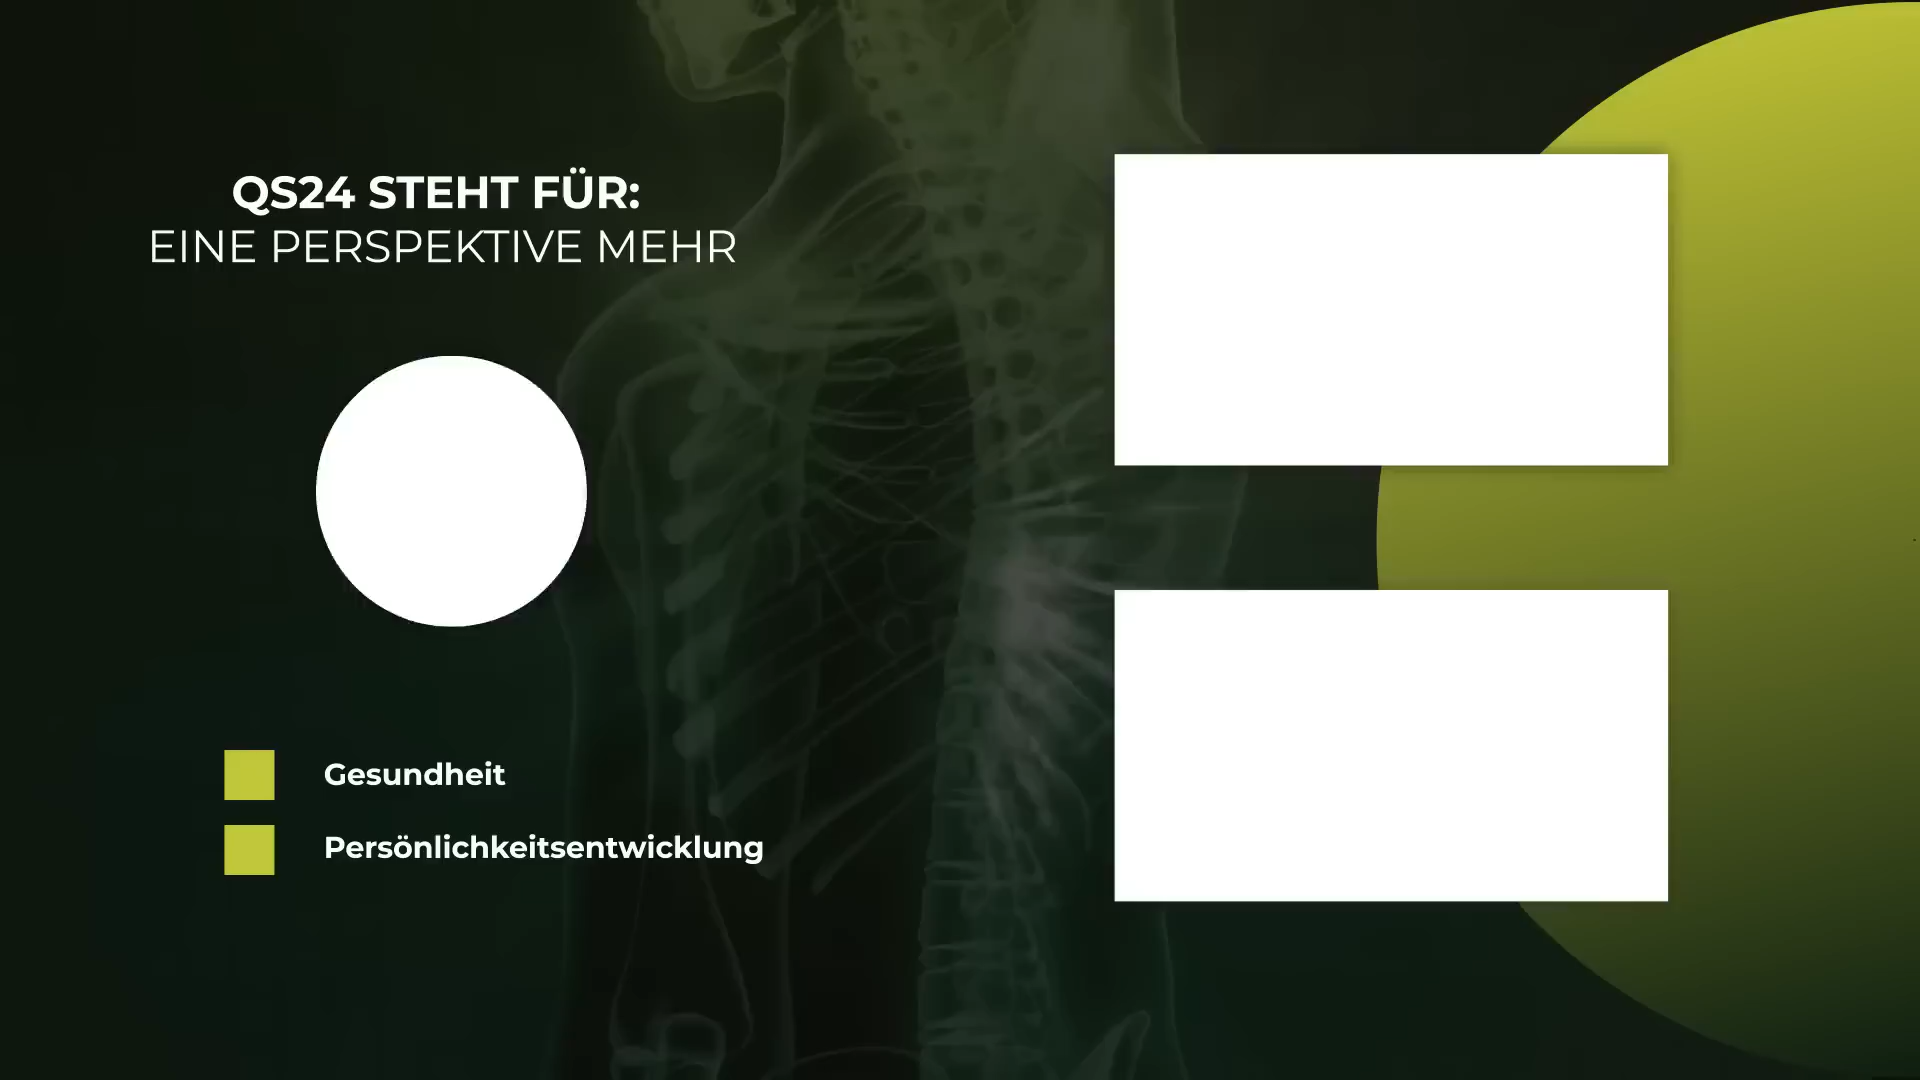 QS24 STEHT FÜR:
EINE PERSPEKTIVE MEHR
Gesundheit
Persönlichkeitsentwicklung